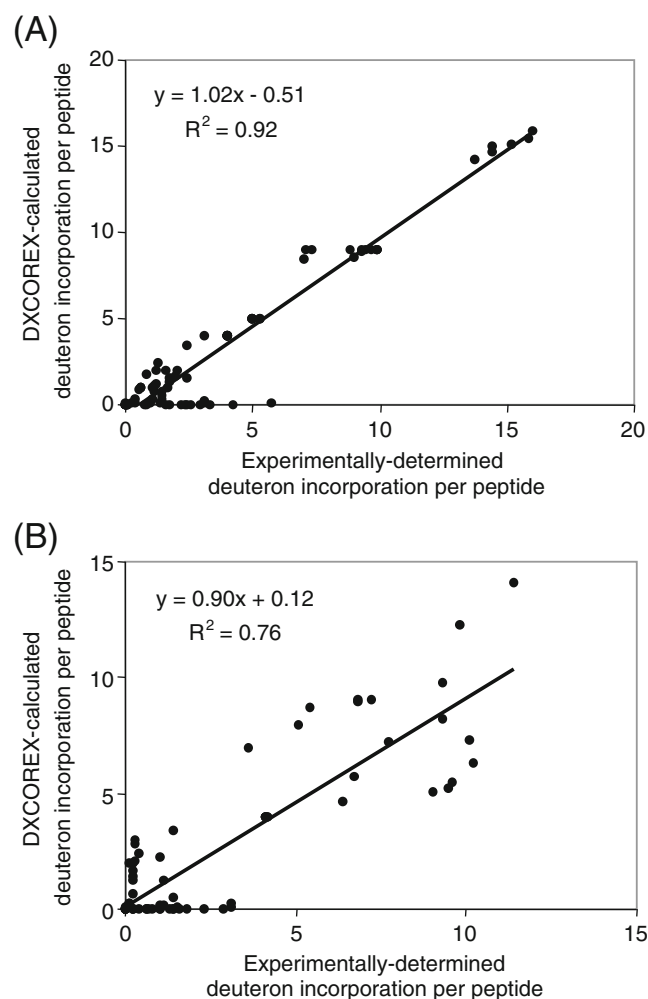 (A)
DXCOREX-calculated
deuteron incorporation per peptide
20
15
10
5
0
y = 1.02x - 0.51
R² = 0.92
0 5 10 15 20
Experimentally-determined
deuteron incorporation per peptide
(B)
DXCOREX-calculated
deuteron incorporation per peptide
15
10
5
0
y = 0.90x + 0.12
R² = 0.76
0 5 10 15
Experimentally-determined
deuteron incorporation per peptide